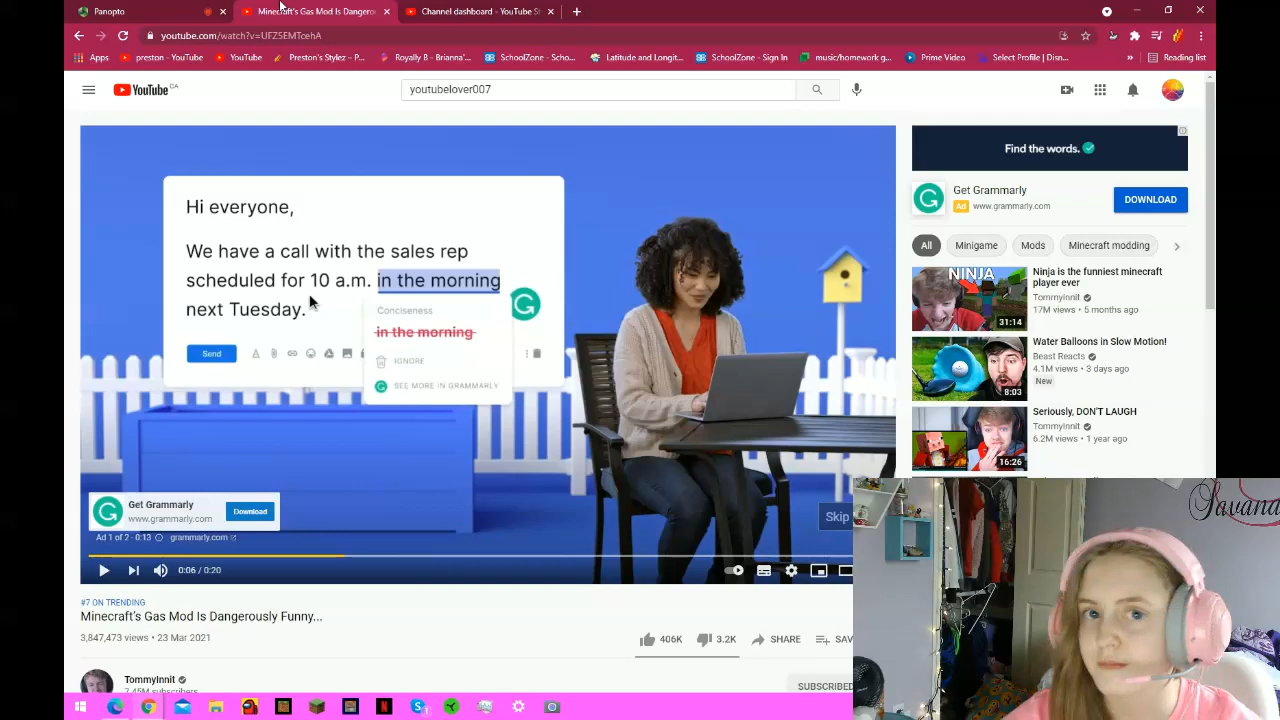 Panopto
Minecraft's Gas Mod Is Dangero
Channel dashboard - YouTube St
youtube.com/watch?v=UFZ5EMTcehA
Apps
preston - YouTube
YouTube
Preston's Stylez – P...
Royally B - Brianna'...
SchoolZone - Scho...
Latitude and Longit...
SchoolZone - Sign In
music/homework g...
Prime Video
Select Profile | Disn...
»
Reading list
YouTube CA
youtubelover007
Hi everyone,
We have a call with the sales rep
scheduled for 10 a.m. in the morning
next Tuesday.
Conciseness
in the morning
IGNORE
SEE MORE IN GRAMMARLY
Send
Get Grammarly
www.grammarly.com
Download
Skip
Ad 1 of 2 · 0:13
grammarly.com
0:06 / 0:20
#7 ON TRENDING
Minecraft's Gas Mod Is Dangerously Funny...
3,847,473 views • 23 Mar 2021
406K
3.2K
SHARE
SAV
TommyInnit
7.45M subscribers
SUBSCRIBED
Find the words.
Get Grammarly
Ad www.grammarly.com
DOWNLOAD
All
Minigame
Mods
Minecraft modding
NINJA
31:14
Ninja is the funniest minecraft
player ever
TommyInnit
17M views • 5 months ago
8:03
Water Balloons in Slow Motion!
Beast Reacts
4.1M views • 3 days ago
New
16:26
Seriously, DON'T LAUGH
TommyInnit
6.2M views • 1 year ago